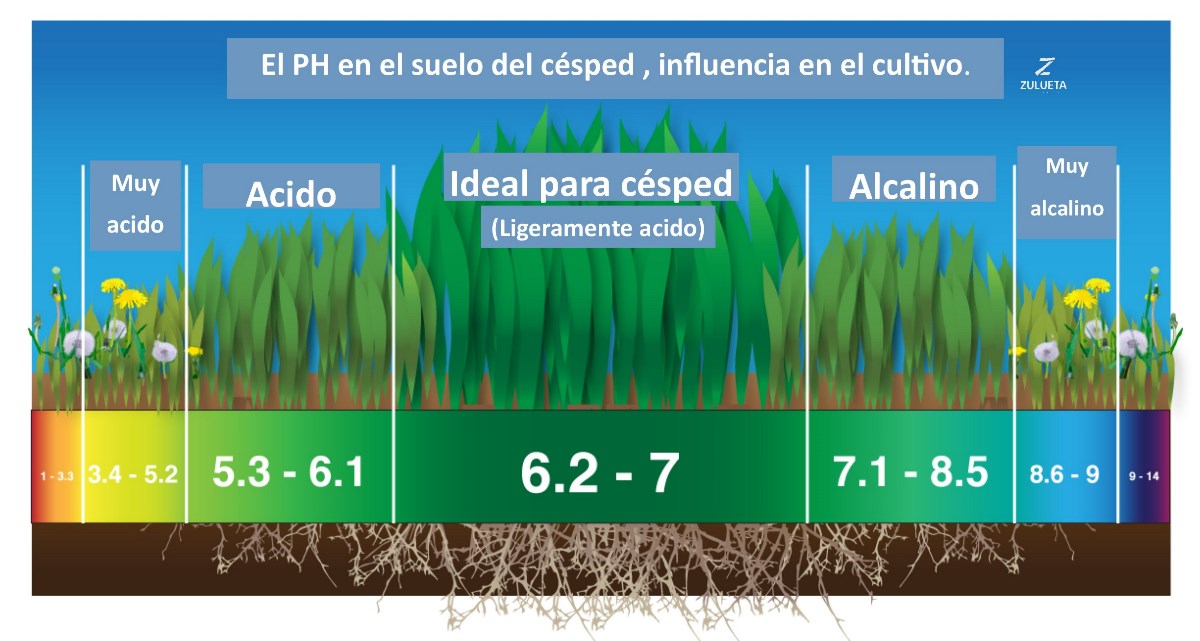 El PH en el suelo del césped , influencia en el cultivo.
Z
ZULUETA
Muy
acido
Acido
Ideal para césped
(Ligeramente acido)
Alcalino
Muy
alcalino
1 - 3.3
3.4 - 5.2
5.3 - 6.1
6.2 - 7
7.1 - 8.5
8.6 - 9
9 - 14